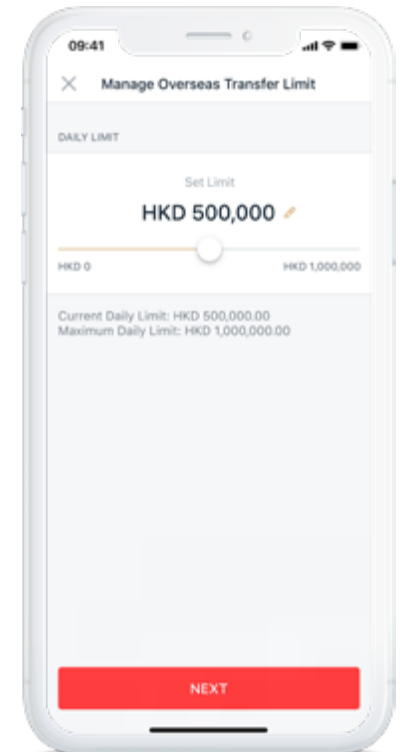 09:41
Manage Overseas Transfer Limit
DAILY LIMIT
Set Limit
HKD 500,000
HKD 0 HKD 1,000,000
Current Daily Limit: HKD 500,000.00
Maximum Daily Limit: HKD 1,000,000.00
NEXT